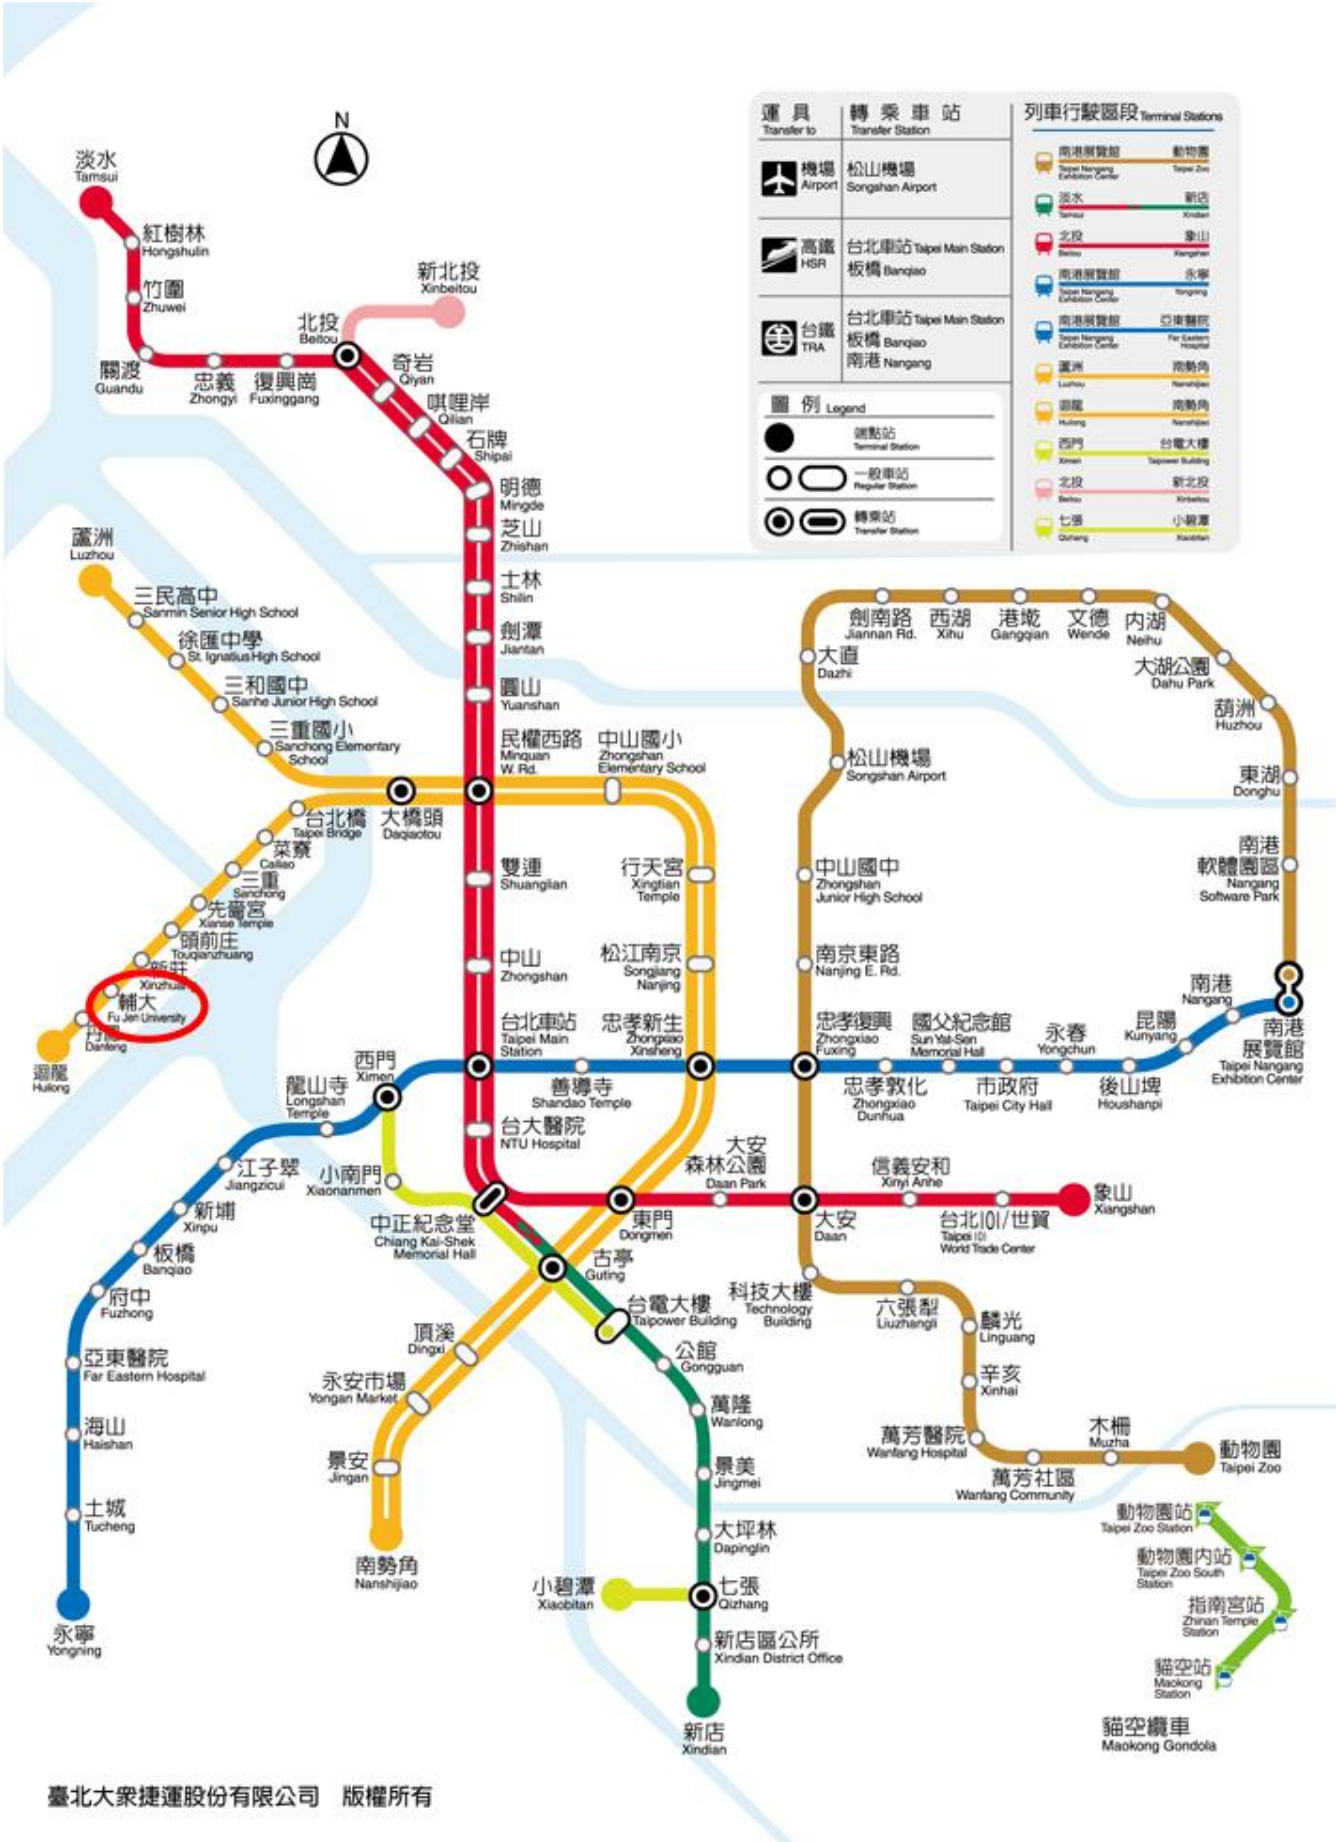 N
運具
Transfer to
轉乘車站
Transfer Station
機場
Airport
松山機場
Songshan Airport
高鐵
HSR
台北車站 Taipei Main Station
板橋 Banqiao
台鐵
TRA
台北車站 Taipei Main Station
板橋 Banqiao
南港 Nangang
圖例 Legend
端點站
Terminal Station
一般車站
Regular Station
轉乘站
Transfer Station
列車行駛區段 Terminal Stations
南港展覽館 動物園
Taipei Nangang Exhibition Center Taipei Zoo
淡水 新店
Tamsui Xindian
北投 象山
Beitou Xiangshan
南港展覽館 永寧
Taipei Nangang Exhibition Center Yongning
南港展覽館 亞東醫院
Taipei Nangang Exhibition Center Far Eastern Hospital
蘆洲 南勢角
Luzhou Nanshijiao
迴龍 南勢角
Huilong Nanshijiao
西門 台電大樓
Ximen Taipower Building
北投 新北投
Beitou Xinbeitou
七張 小碧潭
Qizhang Xiaobitan
淡水
Tamsui
紅樹林
Hongshulin
竹圍
Zhuwei
關渡
Guandu
忠義
Zhongyi
復興崗
Fuxinggang
北投
Beitou
新北投
Xinbeitou
奇岩
Qiyan
唭哩岸
Qilian
石牌
Shipai
明德
Mingde
芝山
Zhishan
士林
Shilin
劍潭
Jiantan
圓山
Yuanshan
民權西路
Minquan
W. Rd.
中山國小
Zhongshan
Elementary School
蘆洲
Luzhou
三民高中
Sanmin Senior High School
徐匯中學
St. Ignatius High School
三和國中
Sanhe Junior High School
三重國小
Sanchong Elementary
School
台北橋
Taipei Bridge
大橋頭
Daqiaotou
菜寮
Cailiao
三重
Sanchong
先嗇宮
Xianse Temple
頭前庄
Touqianzhuang
新莊
Xinzhuang
輔大
Fu Jen University
丹鳳
Danfeng
迴龍
Huilong
雙連
Shuanglian
行天宮
Xingtian
Temple
中山
Zhongshan
松江南京
Songjiang
Nanjing
台北車站
Taipei Main
Station
忠孝新生
Zhongxiao
Xinsheng
善導寺
Shandao Temple
西門
Ximen
龍山寺
Longshan
Temple
台大醫院
NTU Hospital
小南門
Xiaonanmen
中正紀念堂
Chiang Kai-Shek
Memorial Hall
江子翠
Jiangzicui
新埔
Xinpu
板橋
Banqiao
府中
Fuzhong
亞東醫院
Far Eastern Hospital
海山
Haishan
土城
Tucheng
永寧
Yongning
劍南路
Jiannan Rd.
西湖
Xihu
港墘
Gangqian
文德
Wende
內湖
Neihu
大直
Dazhi
大湖公園
Dahu Park
葫洲
Huzhou
松山機場
Songshan Airport
東湖
Donghu
中山國中
Zhongshan
Junior High School
南港
軟體園區
Nangang
Software Park
南京東路
Nanjing E. Rd.
南港
Nangang
忠孝復興
Zhongxiao
Fuxing
國父紀念館
Sun Yat-Sen
Memorial Hall
永春
Yongchun
昆陽
Kunyang
南港
展覽館
Taipei Nangang
Exhibition Center
忠孝敦化
Zhongxiao
Dunhua
市政府
Taipei City Hall
後山埤
Houshanpi
大安
森林公園
Daan Park
信義安和
Xinyi Anhe
東門
Dongmen
大安
Daan
台北101/世貿
Taipei 101
World Trade Center
象山
Xiangshan
古亭
Guting
台電大樓
Taipower Building
科技大樓
Technology
Building
六張犁
Liuzhangli
麟光
Linguang
頂溪
Dingxi
公館
Gongguan
辛亥
Xinhai
永安市場
Yongan Market
萬隆
Wanlong
萬芳醫院
Wanfang Hospital
木柵
Muzha
動物園
Taipei Zoo
景安
Jingan
景美
Jingmei
萬芳社區
Wanfang Community
南勢角
Nanshijiao
大坪林
Dapinglin
小碧潭
Xiaobitan
七張
Qizhang
新店區公所
Xindian District Office
新店
Xindian
動物園站
Taipei Zoo Station
動物園內站
Taipei Zoo South
Station
指南宮站
Zhinan Temple
Station
貓空站
Maokong
Station
貓空纜車
Maokong Gondola
臺北大眾捷運股份有限公司 版權所有